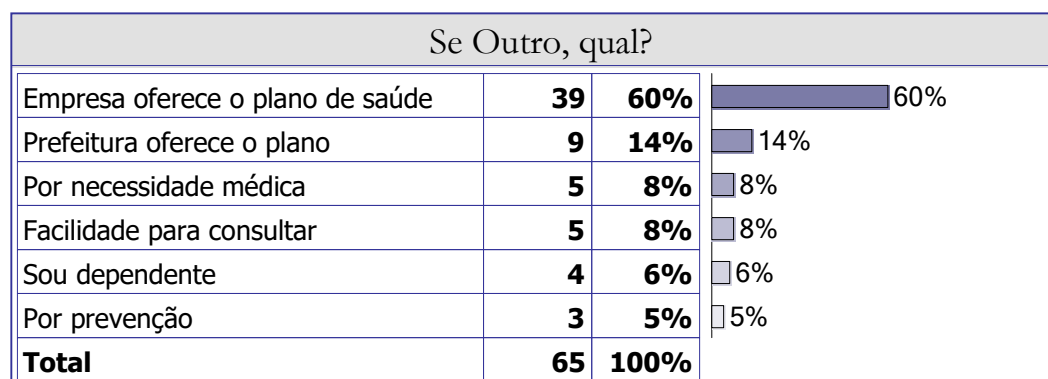 Se Outro, qual?
Empresa oferece o plano de saúde 39 60% 60%
Prefeitura oferece o plano 9 14% 14%
Por necessidade médica 5 8% 8%
Facilidade para consultar 5 8% 8%
Sou dependente 4 6% 6%
Por prevenção 3 5% 5%
Total 65 100%